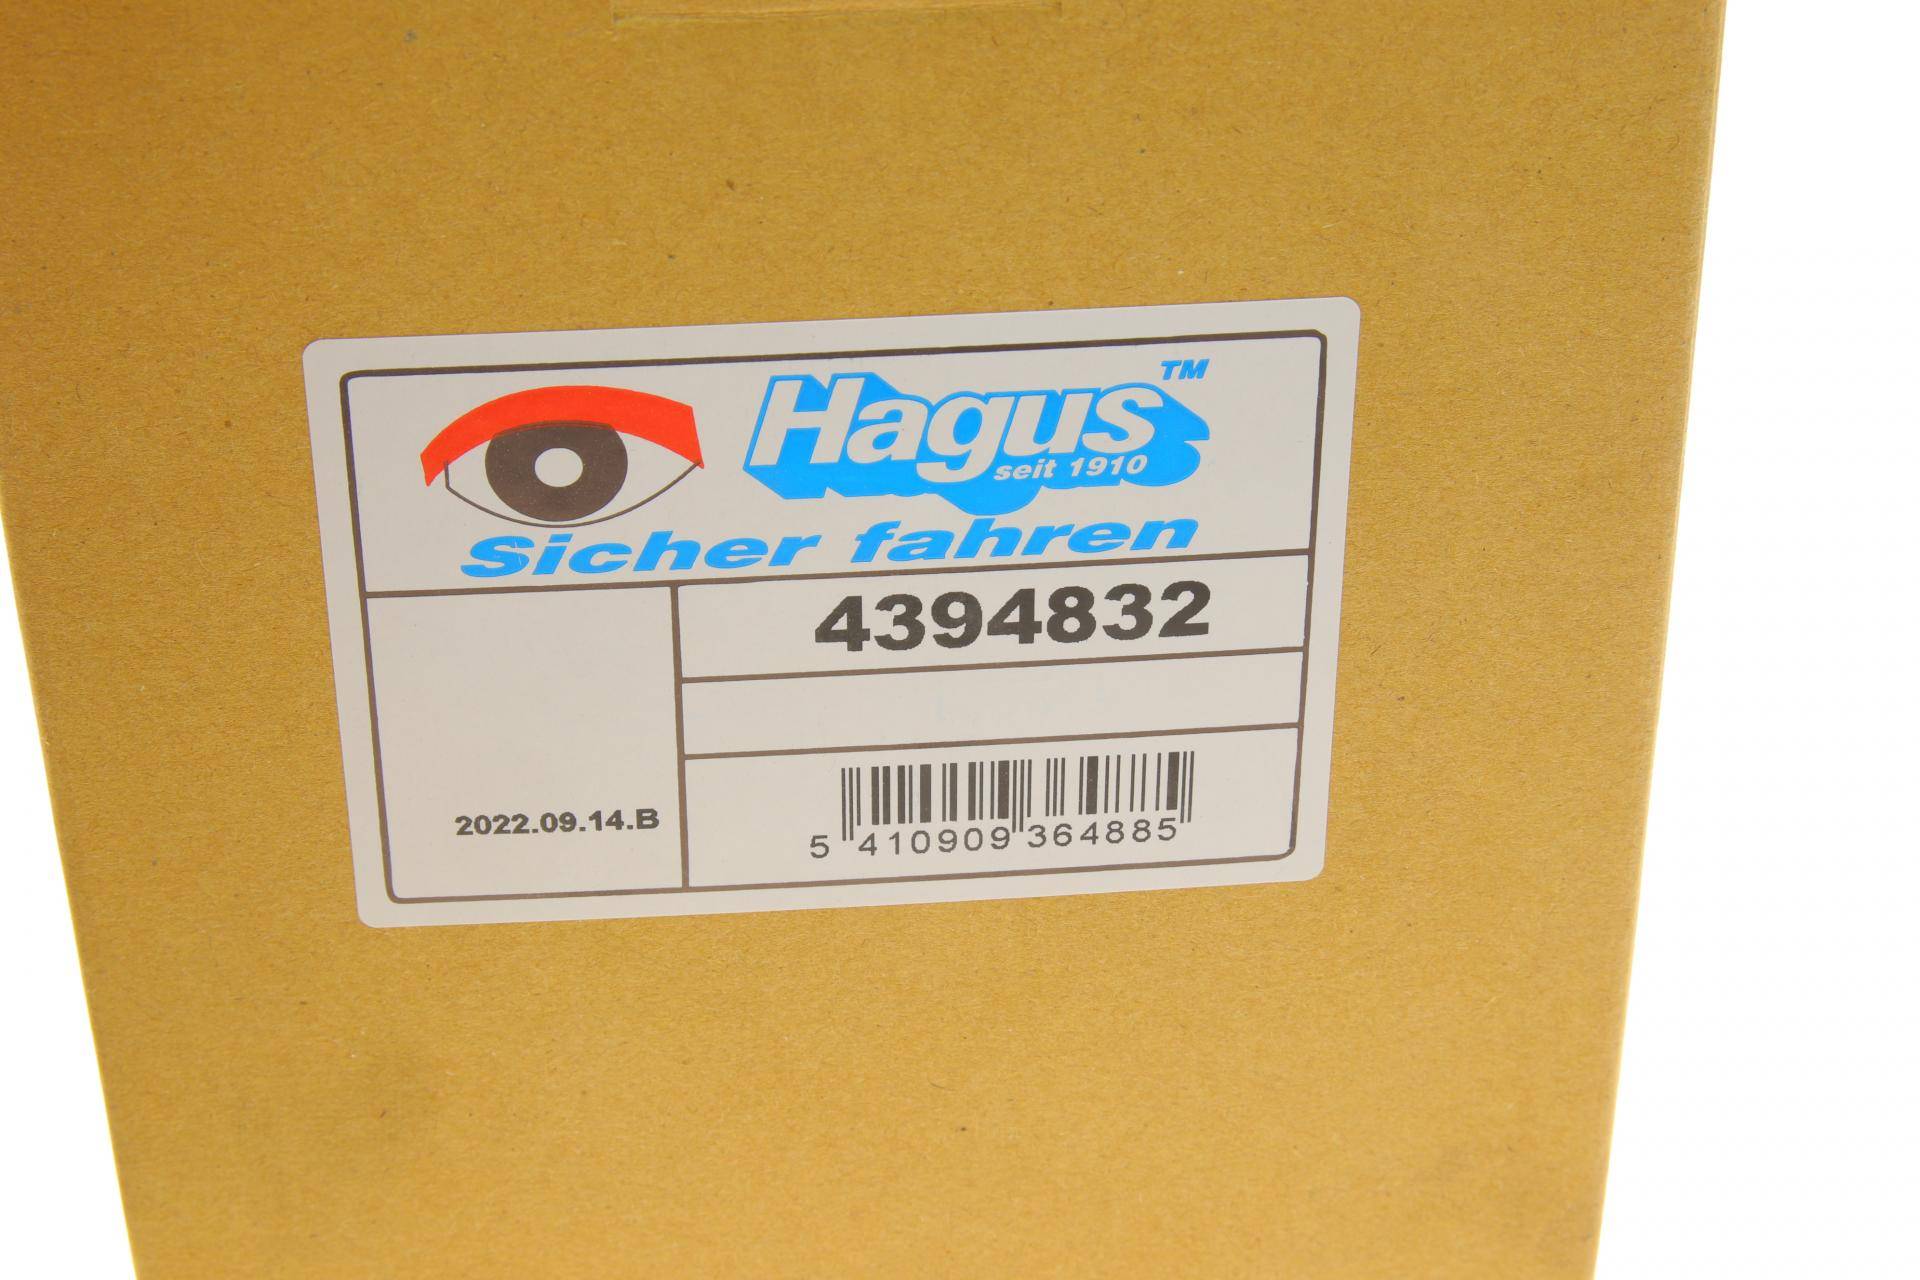 Hagus™
seit 1910
Sicher fahren
4394832
2022.09.14.B
5 410909 364885